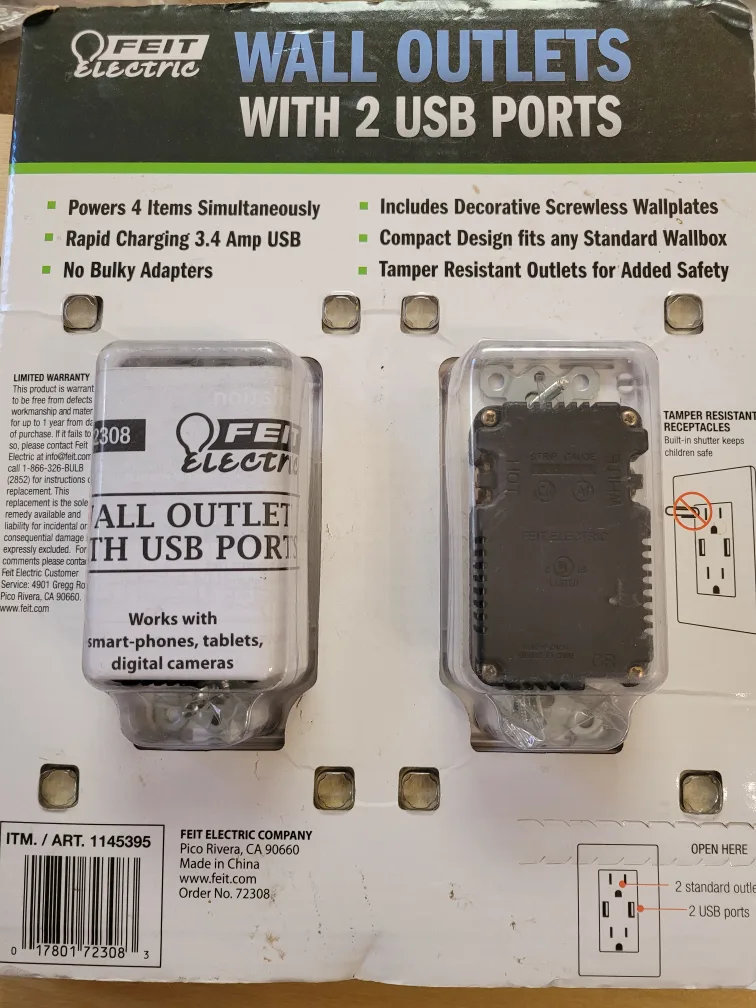 FEIT
Electric
WALL OUTLETS
WITH 2 USB PORTS
Powers 4 Items Simultaneously
Rapid Charging 3.4 Amp USB
No Bulky Adapters
Includes Decorative Screwless Wallplates
Compact Design fits any Standard Wallbox
Tamper Resistant Outlets for Added Safety
LIMITED WARRANTY
This product is warrant
to be free from defects
workmanship and mater
for up to 1 year from da
of purchase. If it fails to
so, please contact Feit
Electric at info@feit.com
call 1-866-326-BULB
(2852) for instructions
replacement. This
replacement is the sole
remedy available and
liability for incidental or
consequential damage
expressly excluded. For
comments please conta
Feit Electric Customer
Service: 4901 Gregg Ro
Pico Rivera, CA 90660.
www.feit.com
2308
FEIT
Electric
WALL OUTLET
TH USB PORTS
Works with
smart-phones, tablets,
digital cameras
STRIP GAUGE
HOT
WHITE
FEIT ELECTRIC
TAMPER RESISTANT
RECEPTACLES
Built-in shutter keeps
children safe
ITM. / ART. 1145395
0 17801 72308 3
FEIT ELECTRIC COMPANY
Pico Rivera, CA 90660
Made in China
www.feit.com
Order No. 72308
OPEN HERE
2 standard outle
2 USB ports